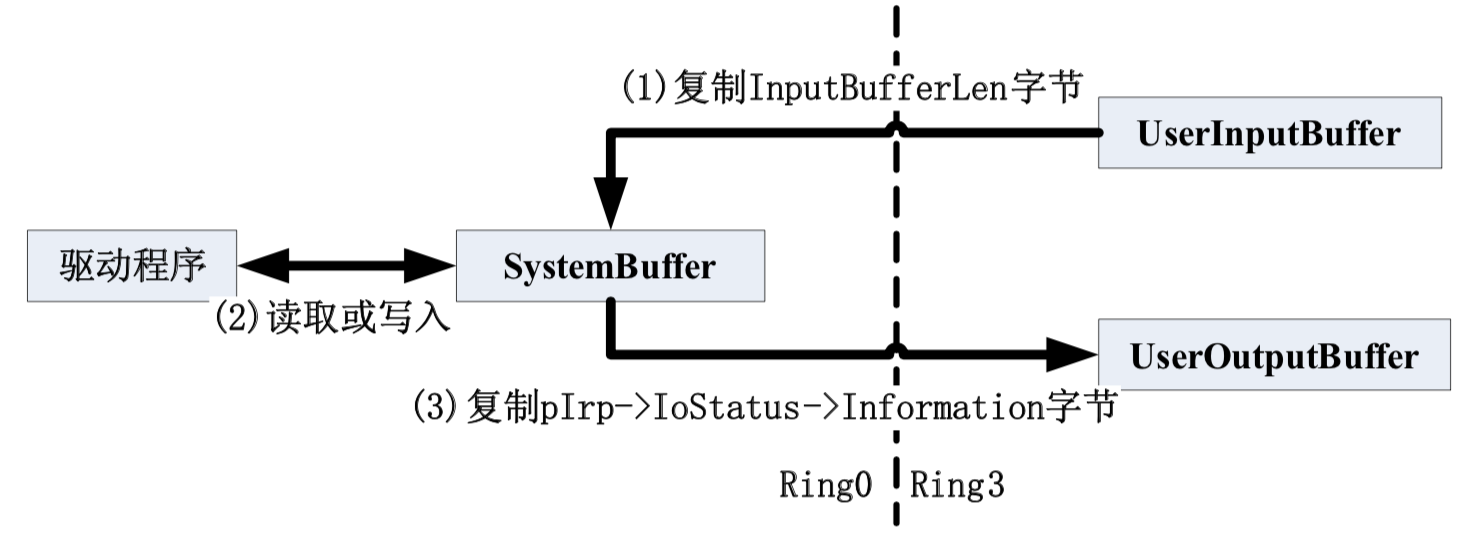 (1)复制InputBufferLen字节
UserInputBuffer
驱动程序
SystemBuffer
(2)读取或写入
UserOutputBuffer
(3)复制pIrp->IoStatus->Information字节
Ring0
Ring3